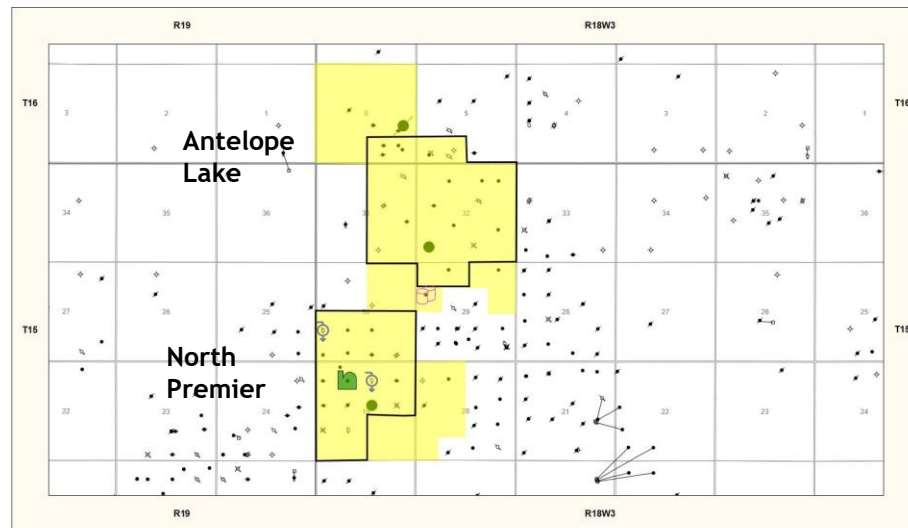 R19 R18W3
T16 3 2 1 6 5 4 3 2 1 T16
Antelope
Lake
34 35 36 31 32 33 34 35 36
T15 27 26 25 29 28 27 26 25 T15
North
Premier
22 23 24 20 21 22 23 24
R19 R18W3